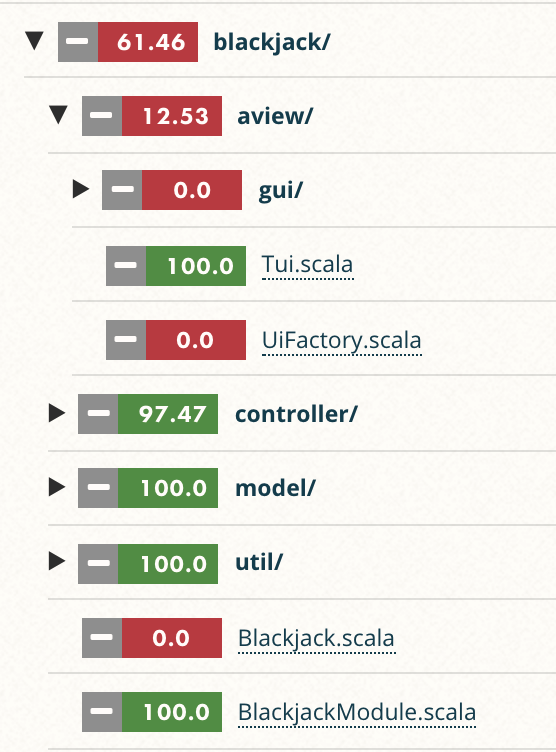 61.46 blackjack/
12.53 aview/
0.0 gui/
100.0 Tui.scala
0.0 UiFactory.scala
97.47 controller/
100.0 model/
100.0 util/
0.0 Blackjack.scala
100.0 BlackjackModule.scala